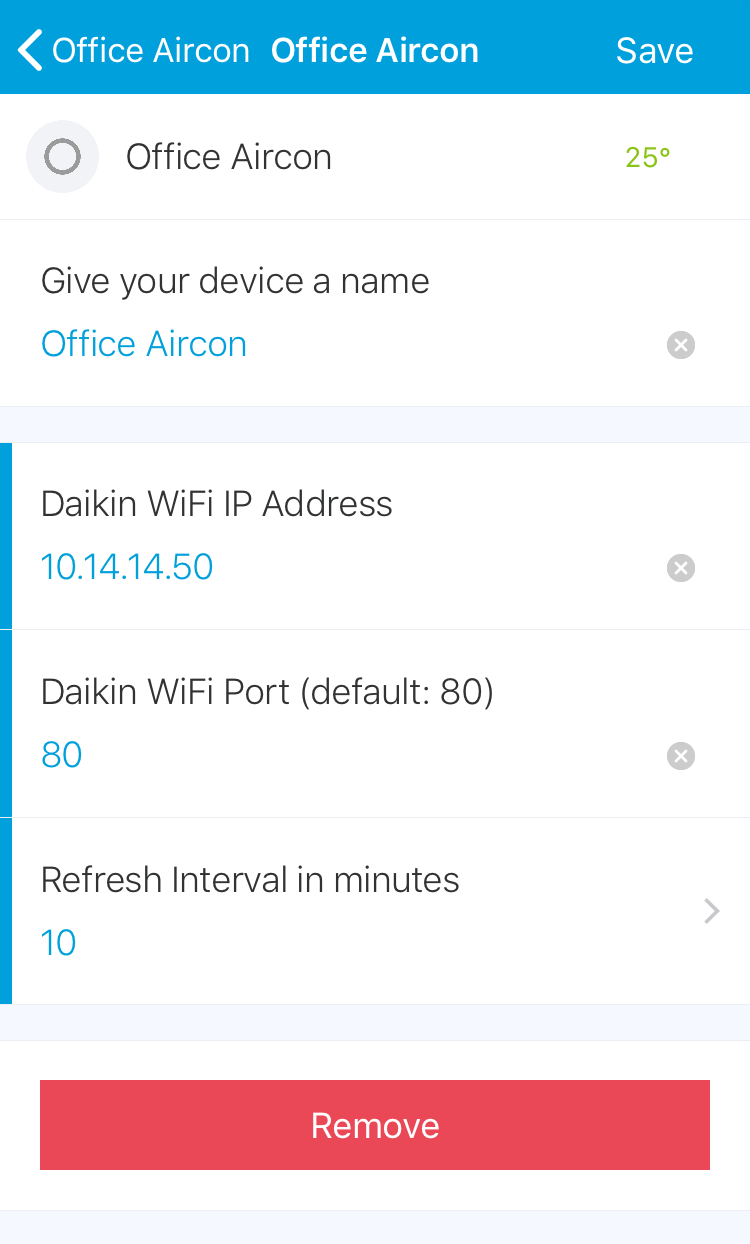 Office Aircon Office Aircon Save
Office Aircon 25°
Give your device a name
Office Aircon
Daikin WiFi IP Address
10.14.14.50
Daikin WiFi Port (default: 80)
80
Refresh Interval in minutes
10
Remove